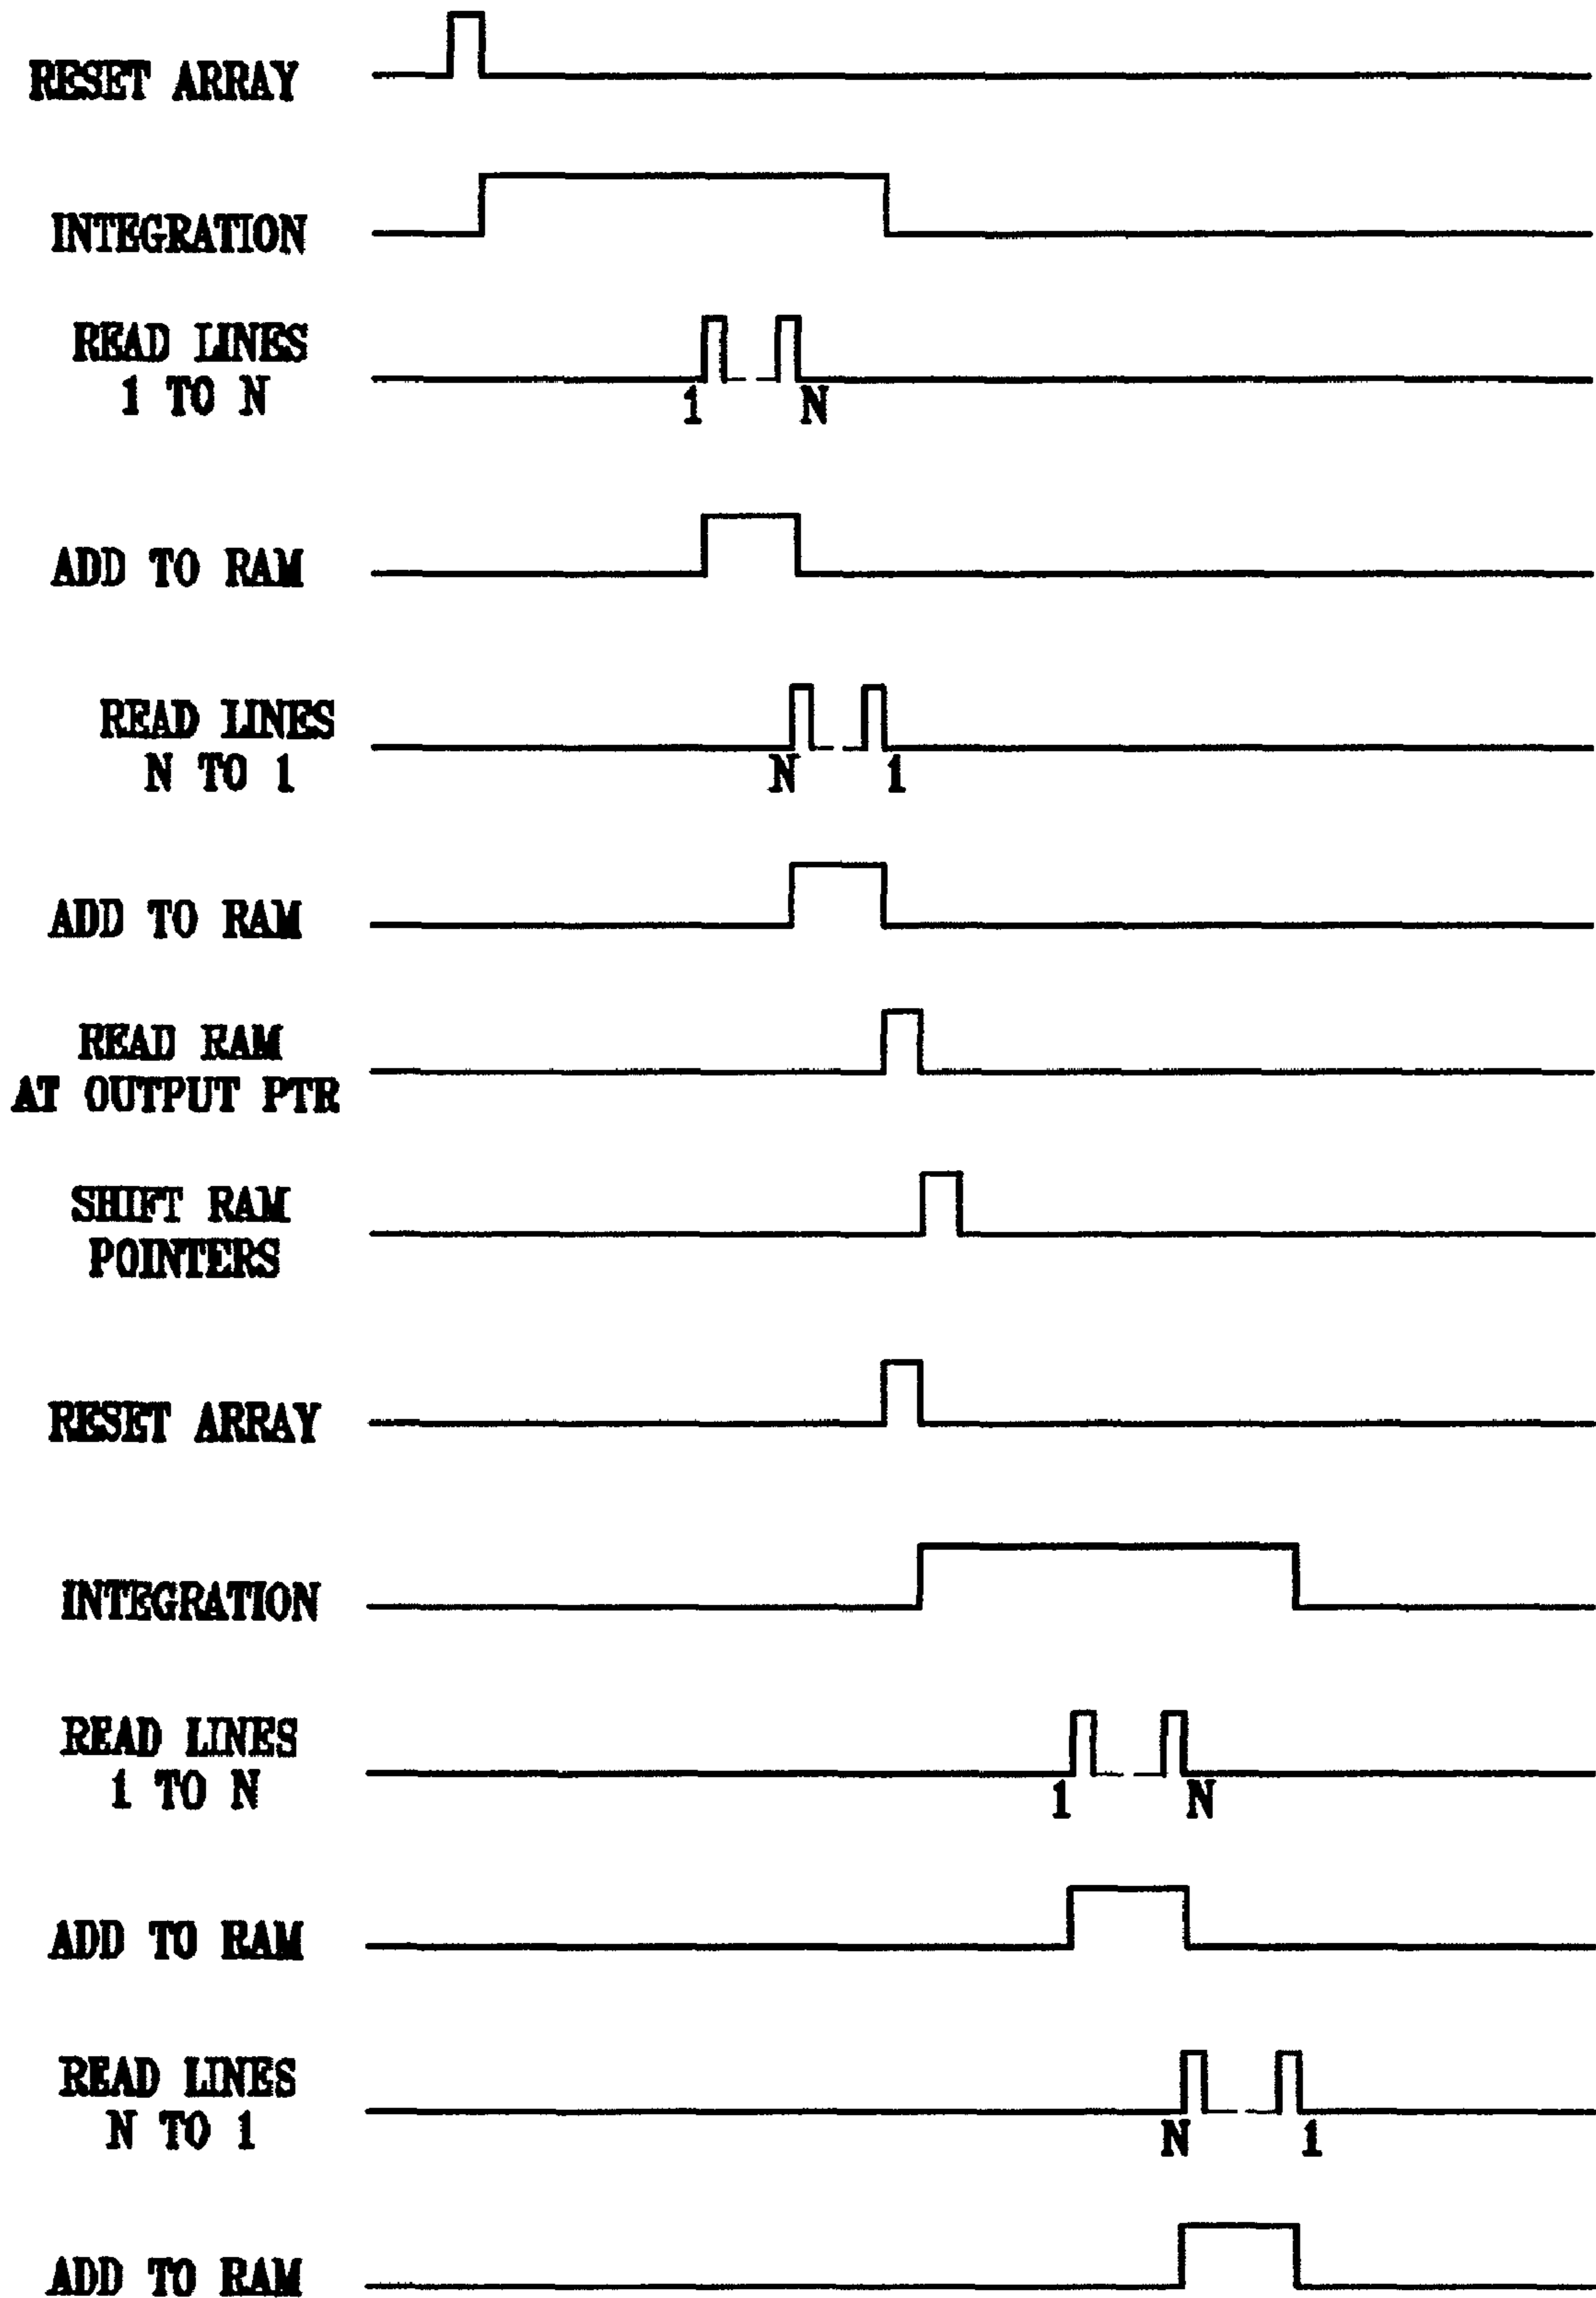 RESET ARRAY
INTEGRATION
READ LINES
1 TO N
1 N
ADD TO RAM
READ LINES
N TO 1
N 1
ADD TO RAM
READ RAM
AT OUTPUT PTR
SHIFT RAM
POINTERS
RESET ARRAY
INTEGRATION
READ LINES
1 TO N
1 N
ADD TO RAM
READ LINES
N TO 1
N 1
ADD TO RAM